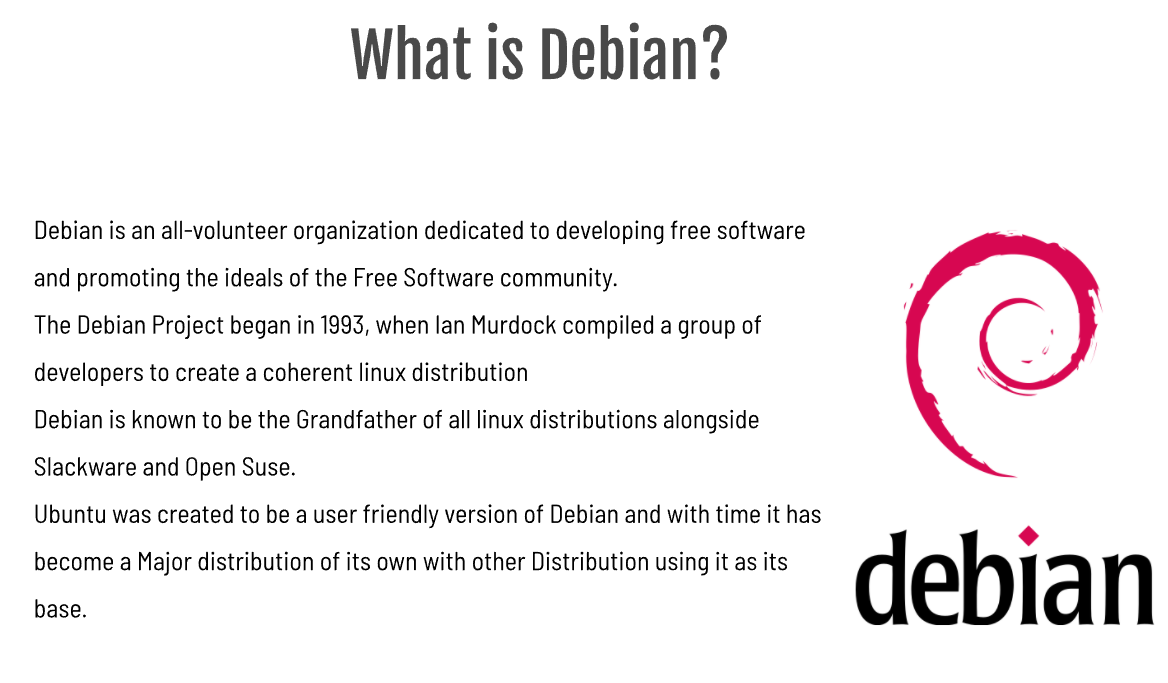 What is Debian?
Debian is an all-volunteer organization dedicated to developing free software
and promoting the ideals of the Free Software community.
The Debian Project began in 1993, when Ian Murdock compiled a group of
developers to create a coherent linux distribution
Debian is known to be the Grandfather of all linux distributions alongside
Slackware and Open Suse.
Ubuntu was created to be a user friendly version of Debian and with time it has
become a Major distribution of its own with other Distribution using it as its
base.
debian